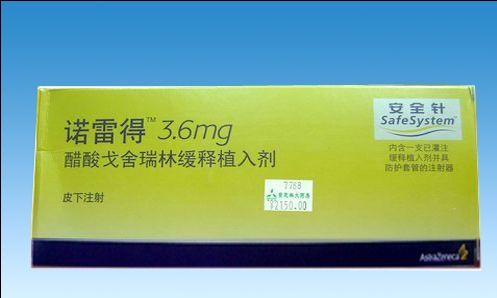 诺雷得™ 3.6mg
醋酸戈舍瑞林缓释植入剂
皮下注射
安全针
SafeSystem™
内含一支已灌注
缓释植入剂并具
防护套管的注射器
7768
¥2150.00
AstraZeneca